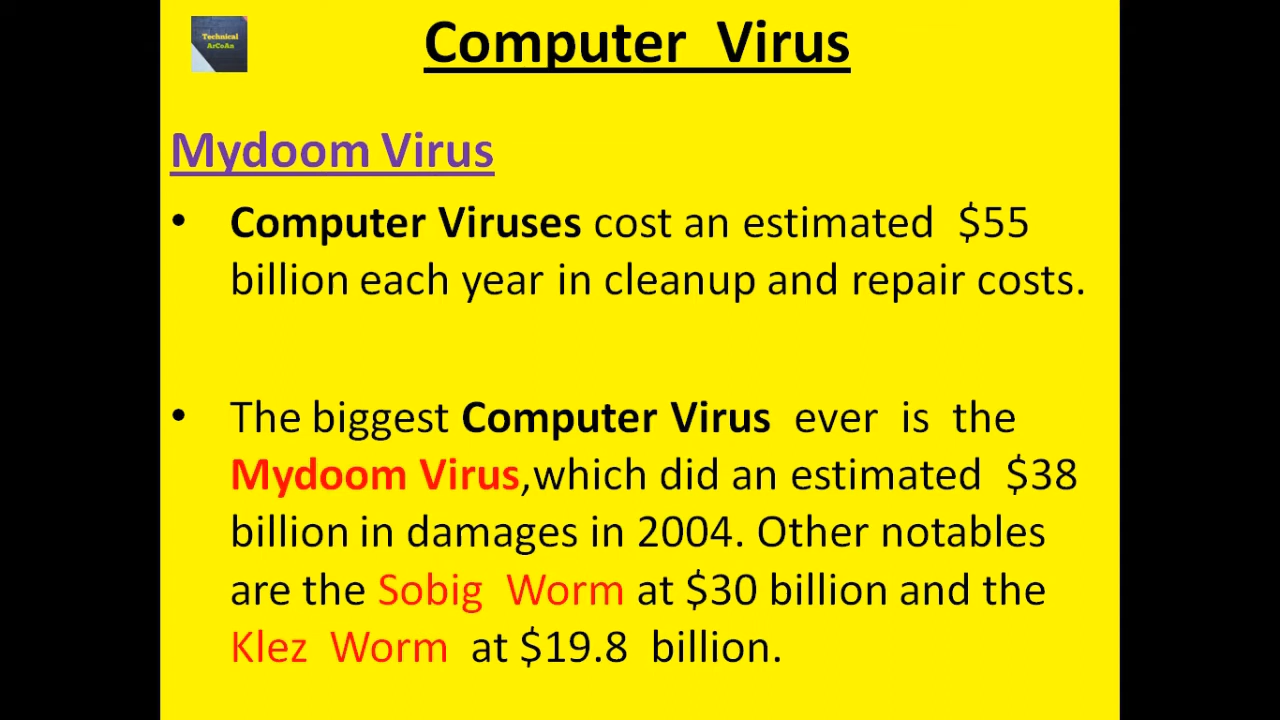 Technical
ArCoAn
Computer Virus
Mydoom Virus
• Computer Viruses cost an estimated $55
billion each year in cleanup and repair costs.
• The biggest Computer Virus ever is the
Mydoom Virus,which did an estimated $38
billion in damages in 2004. Other notables
are the Sobig Worm at $30 billion and the
Klez Worm at $19.8 billion.